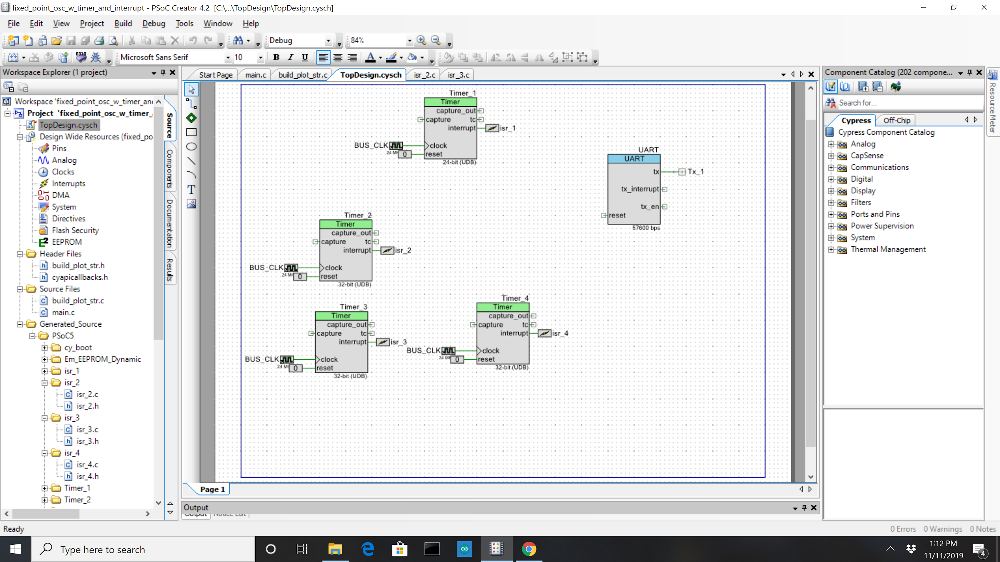 fixed_point_osc_w_timer_and_interrupt - PSoC Creator 4.2 [C:\...\TopDesign\TopDesign.cysch]
File Edit View Project Build Debug Tools Window Help
Debug 84%
Microsoft Sans Serif 10 B I U A
Workspace Explorer (1 project)
Workspace 'fixed_point_osc_w_timer_an
Project 'fixed_point_osc_w_timer_
TopDesign.cysch
Design Wide Resources (fixed_po
Pins
Analog
Clocks
Interrupts
DMA
System
Directives
Flash Security
EEPROM
Header Files
build_plot_str.h
cyapicallbacks.h
Source Files
build_plot_str.c
main.c
Generated_Source
PSoC5
cy_boot
Em_EEPROM_Dynamic
isr_1
isr_2
isr_2.c
isr_2.h
isr_3
isr_3.c
isr_3.h
isr_4
isr_4.c
isr_4.h
Timer_1
Timer_2
Source
Components
Documentation
Results
Start Page main.c build_plot_str.c TopDesign.cysch isr_2.c isr_3.c
Timer_1
Timer
capture_out
capture tc
interrupt isr_1
BUS_CLK clock
24 MH 0 reset
24-bit (UDB)
UART
UART
tx Tx_1
tx_interrupt
tx_en
reset
57600 bps
Timer_2
Timer
capture_out
capture tc
interrupt isr_2
BUS_CLK clock
24 MH 0 reset
32-bit (UDB)
Timer_3
Timer
capture_out
capture tc
interrupt isr_3
BUS_CLK clock
24 MH 0 reset
32-bit (UDB)
Timer_4
Timer
capture_out
capture tc
interrupt isr_4
BUS_CLK clock
24 MH 0 reset
32-bit (UDB)
Page 1
Output
Output Notice List
Component Catalog (202 compone...
Search for...
Cypress Off-Chip
Cypress Component Catalog
Analog
CapSense
Communications
Digital
Display
Filters
Ports and Pins
Power Supervision
System
Thermal Management
Resource Meter
Ready 0 Errors 0 Warnings 0 Notes
Type here to search
1:12 PM
11/11/2019
4